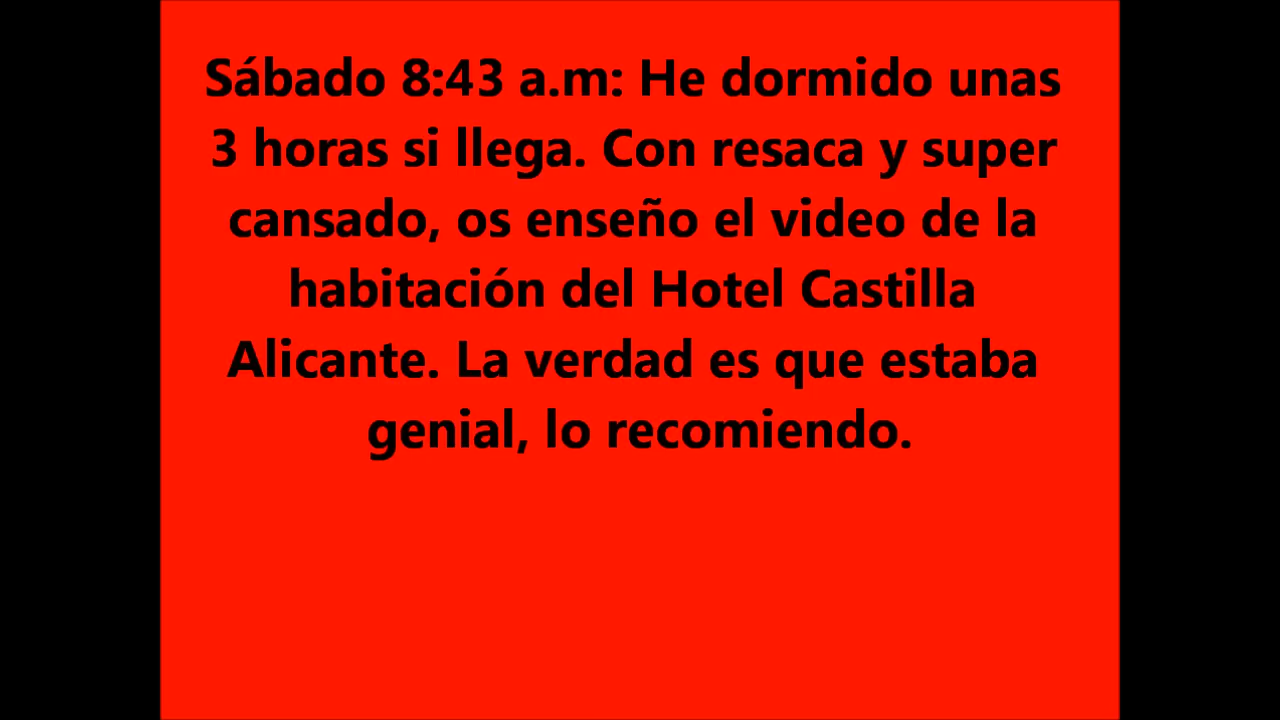 Sábado 8:43 a.m: He dormido unas
3 horas si llega. Con resaca y super
cansado, os enseño el video de la
habitación del Hotel Castilla
Alicante. La verdad es que estaba
genial, lo recomiendo.